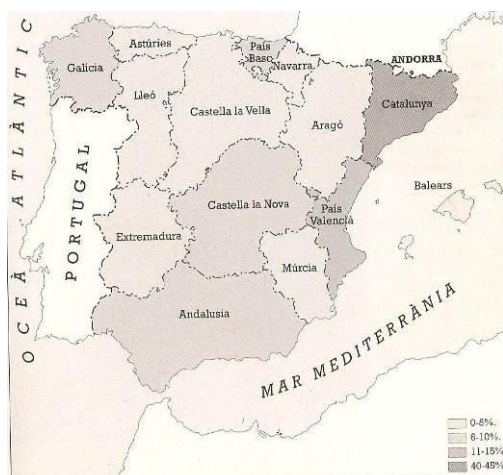 OCEÀ ATLÀNTIC
Galicia
Astúries
País
Basc
Navarra
ANDORRA
Catalunya
Lleó
Castella la Vella
Aragó
PORTUGAL
Castella la Nova
País
Valencià
Balears
Extremadura
Múrcia
Andalusia
MAR MEDITERRÀNIA
0-5%.
6-10%.
11-15%
40-45%